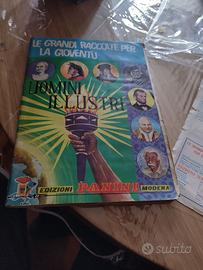 LE GRANDI RACCOLTE PER
LA GIOVENTÙ
UOMINI
ILLUSTRI
EDIZIONI PANINI MODENA
subito